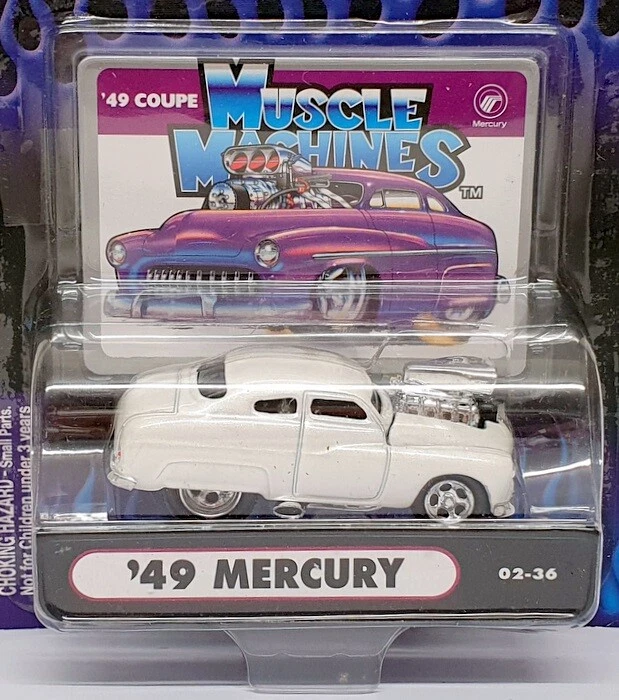 '49 COUPE
MUSCLE
MACHINES
TM
Mercury
CHOKING HAZARD - Small Parts.
Not for Children under 3 years
'49 MERCURY
02-36